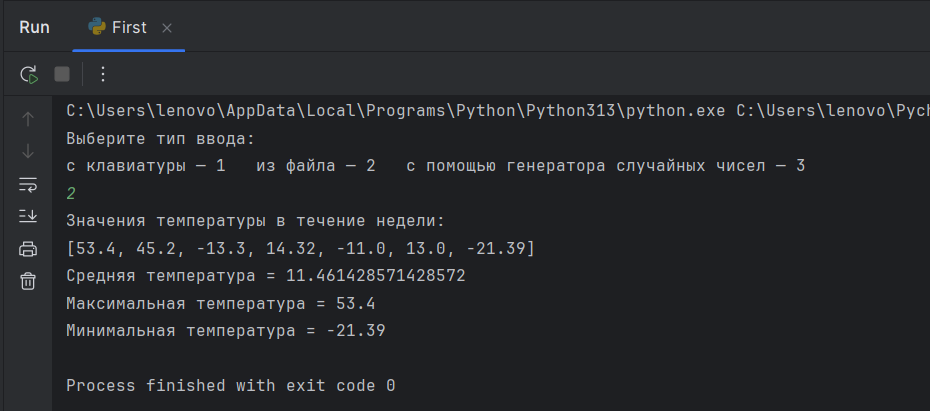 Run First
C:\Users\lenovo\AppData\Local\Programs\Python\Python313\python.exe C:\Users\lenovo\Pych
Выберите тип ввода:
с клавиатуры — 1   из файла — 2   с помощью генератора случайных чисел — 3
2
Значения температуры в течение недели:
[53.4, 45.2, -13.3, 14.32, -11.0, 13.0, -21.39]
Средняя температура = 11.461428571428572
Максимальная температура = 53.4
Минимальная температура = -21.39
Process finished with exit code 0